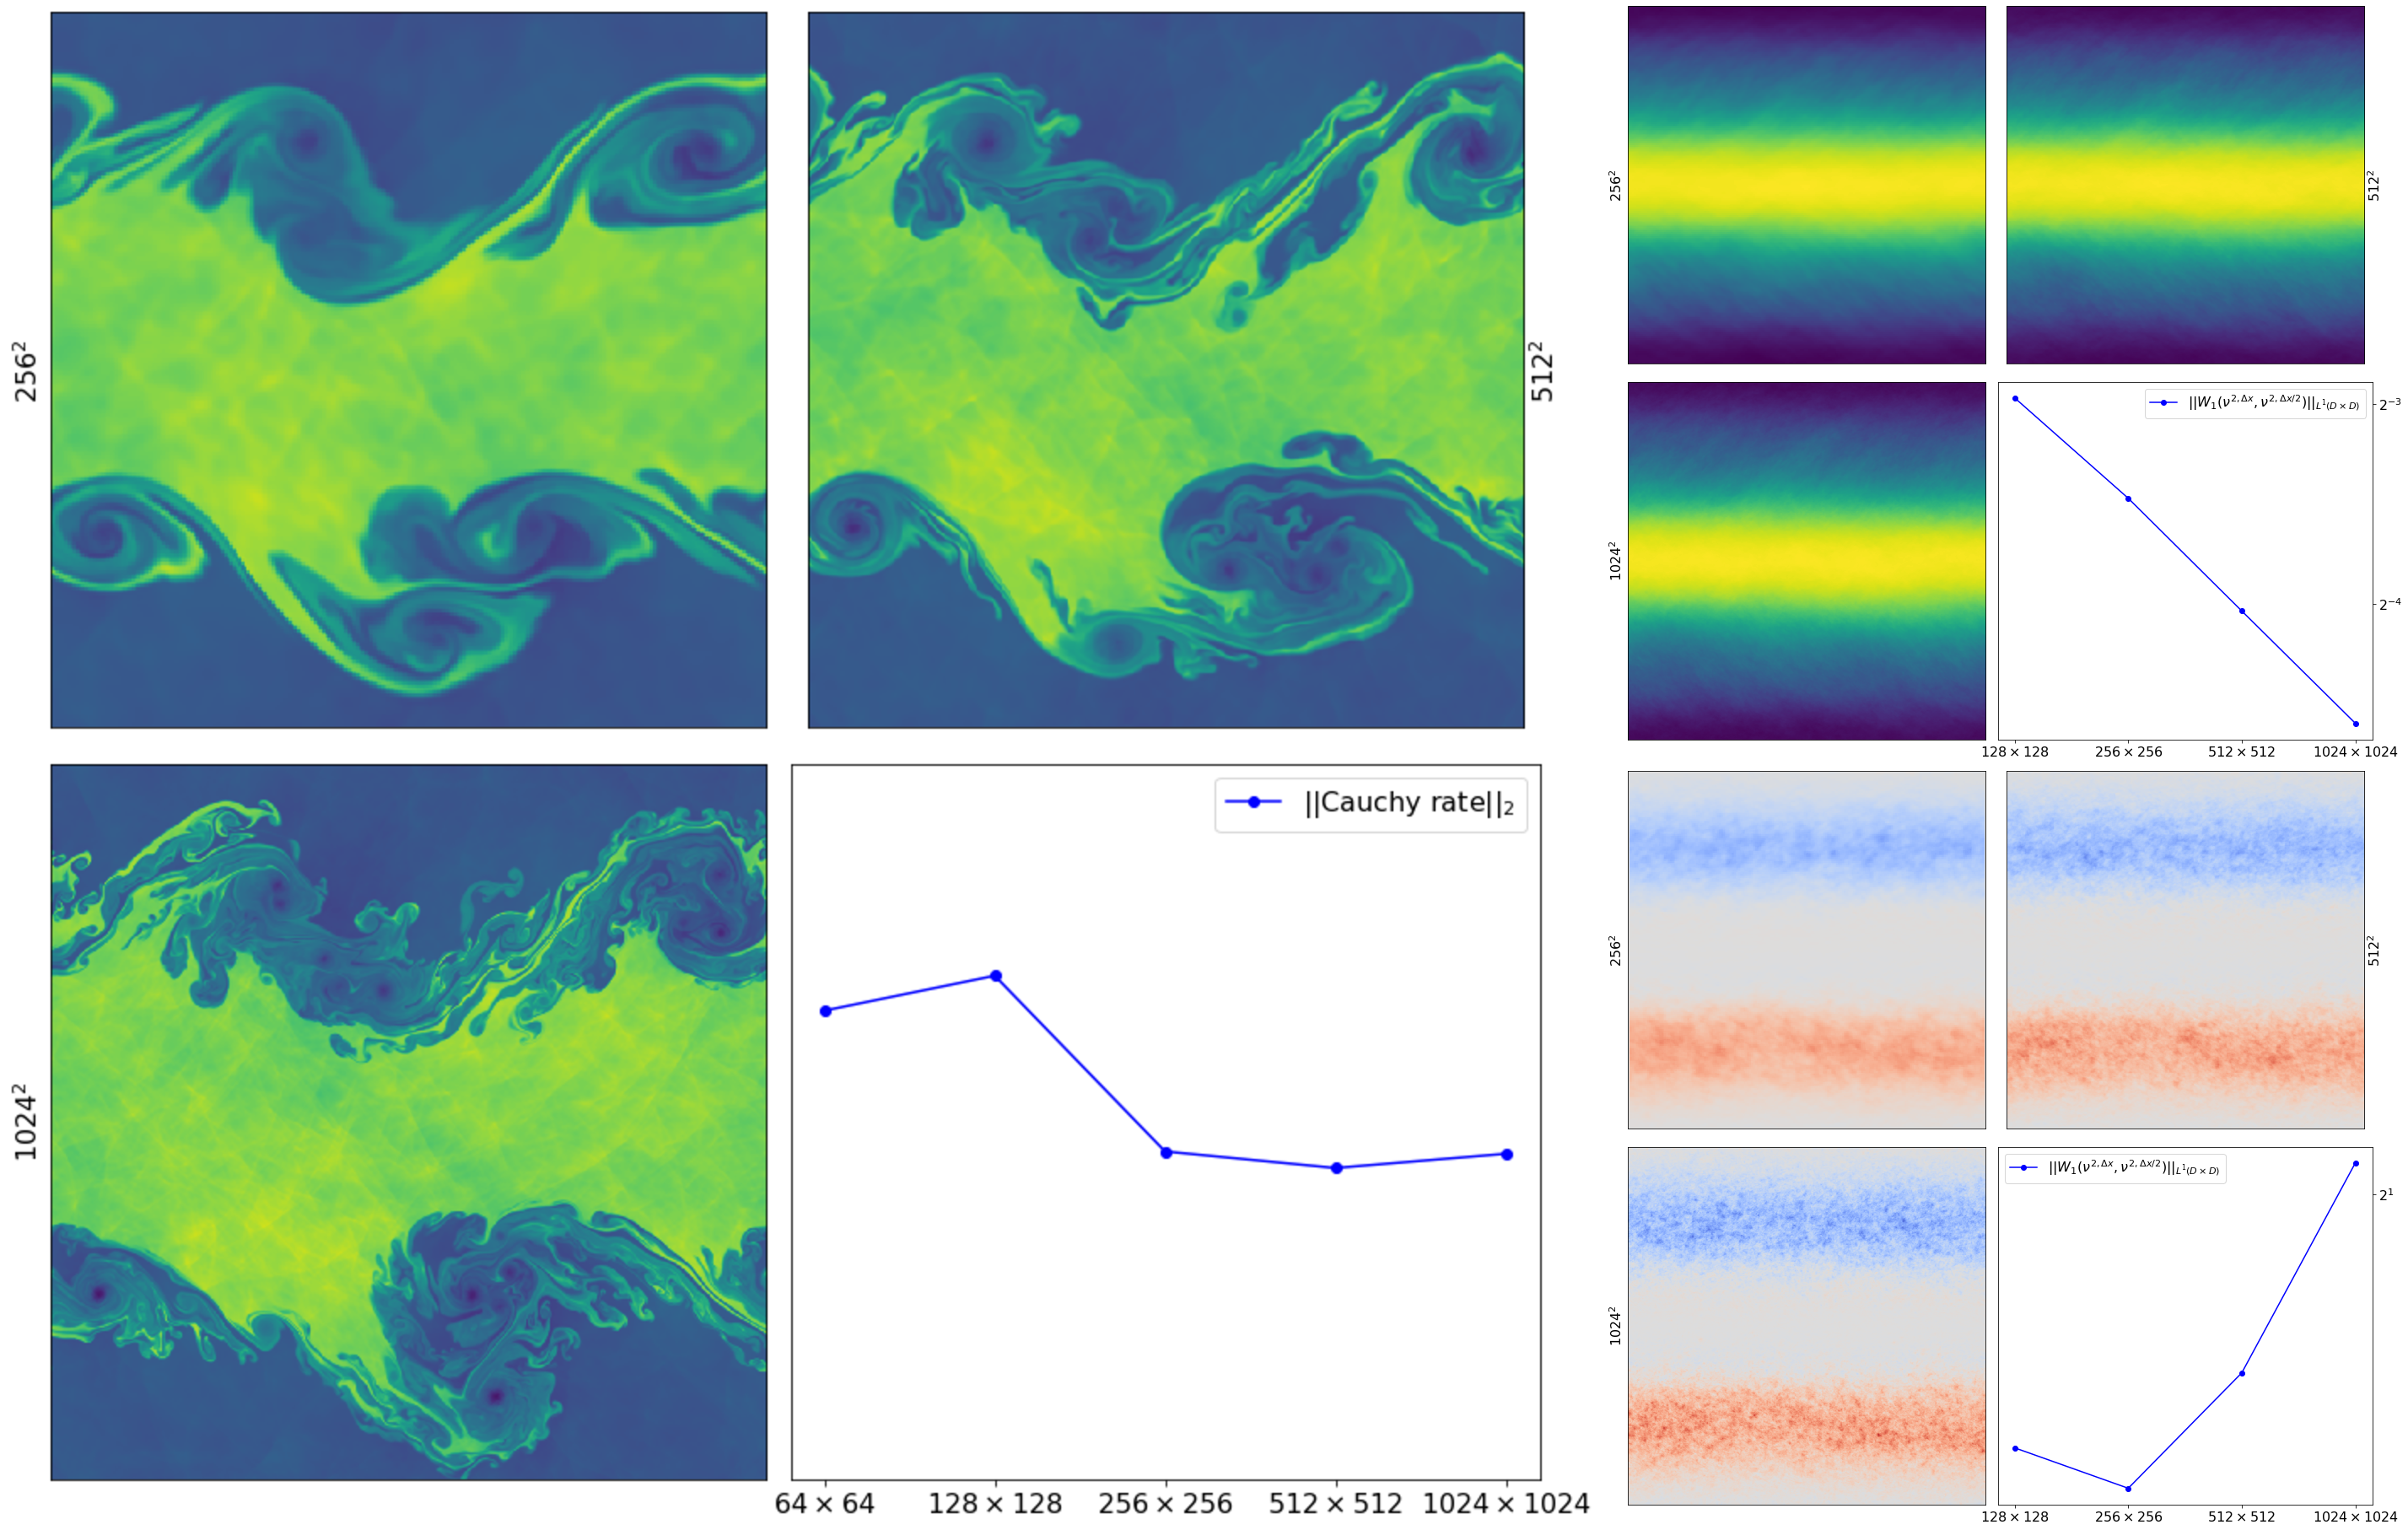 256²
512²
1024²
||Cauchy rate||₂
64 × 64 128 × 128 256 × 256 512 × 512 1024 × 1024
256²
512²
1024²
||W₁(ν^{2,Δx}, ν^{2,Δx/2})||_{L¹(D×D)}
2⁻³
2⁻⁴
128 × 128 256 × 256 512 × 512 1024 × 1024
256²
512²
1024²
||W₁(ν^{2,Δx}, ν^{2,Δx/2})||_{L¹(D×D)}
2¹
128 × 128 256 × 256 512 × 512 1024 × 1024